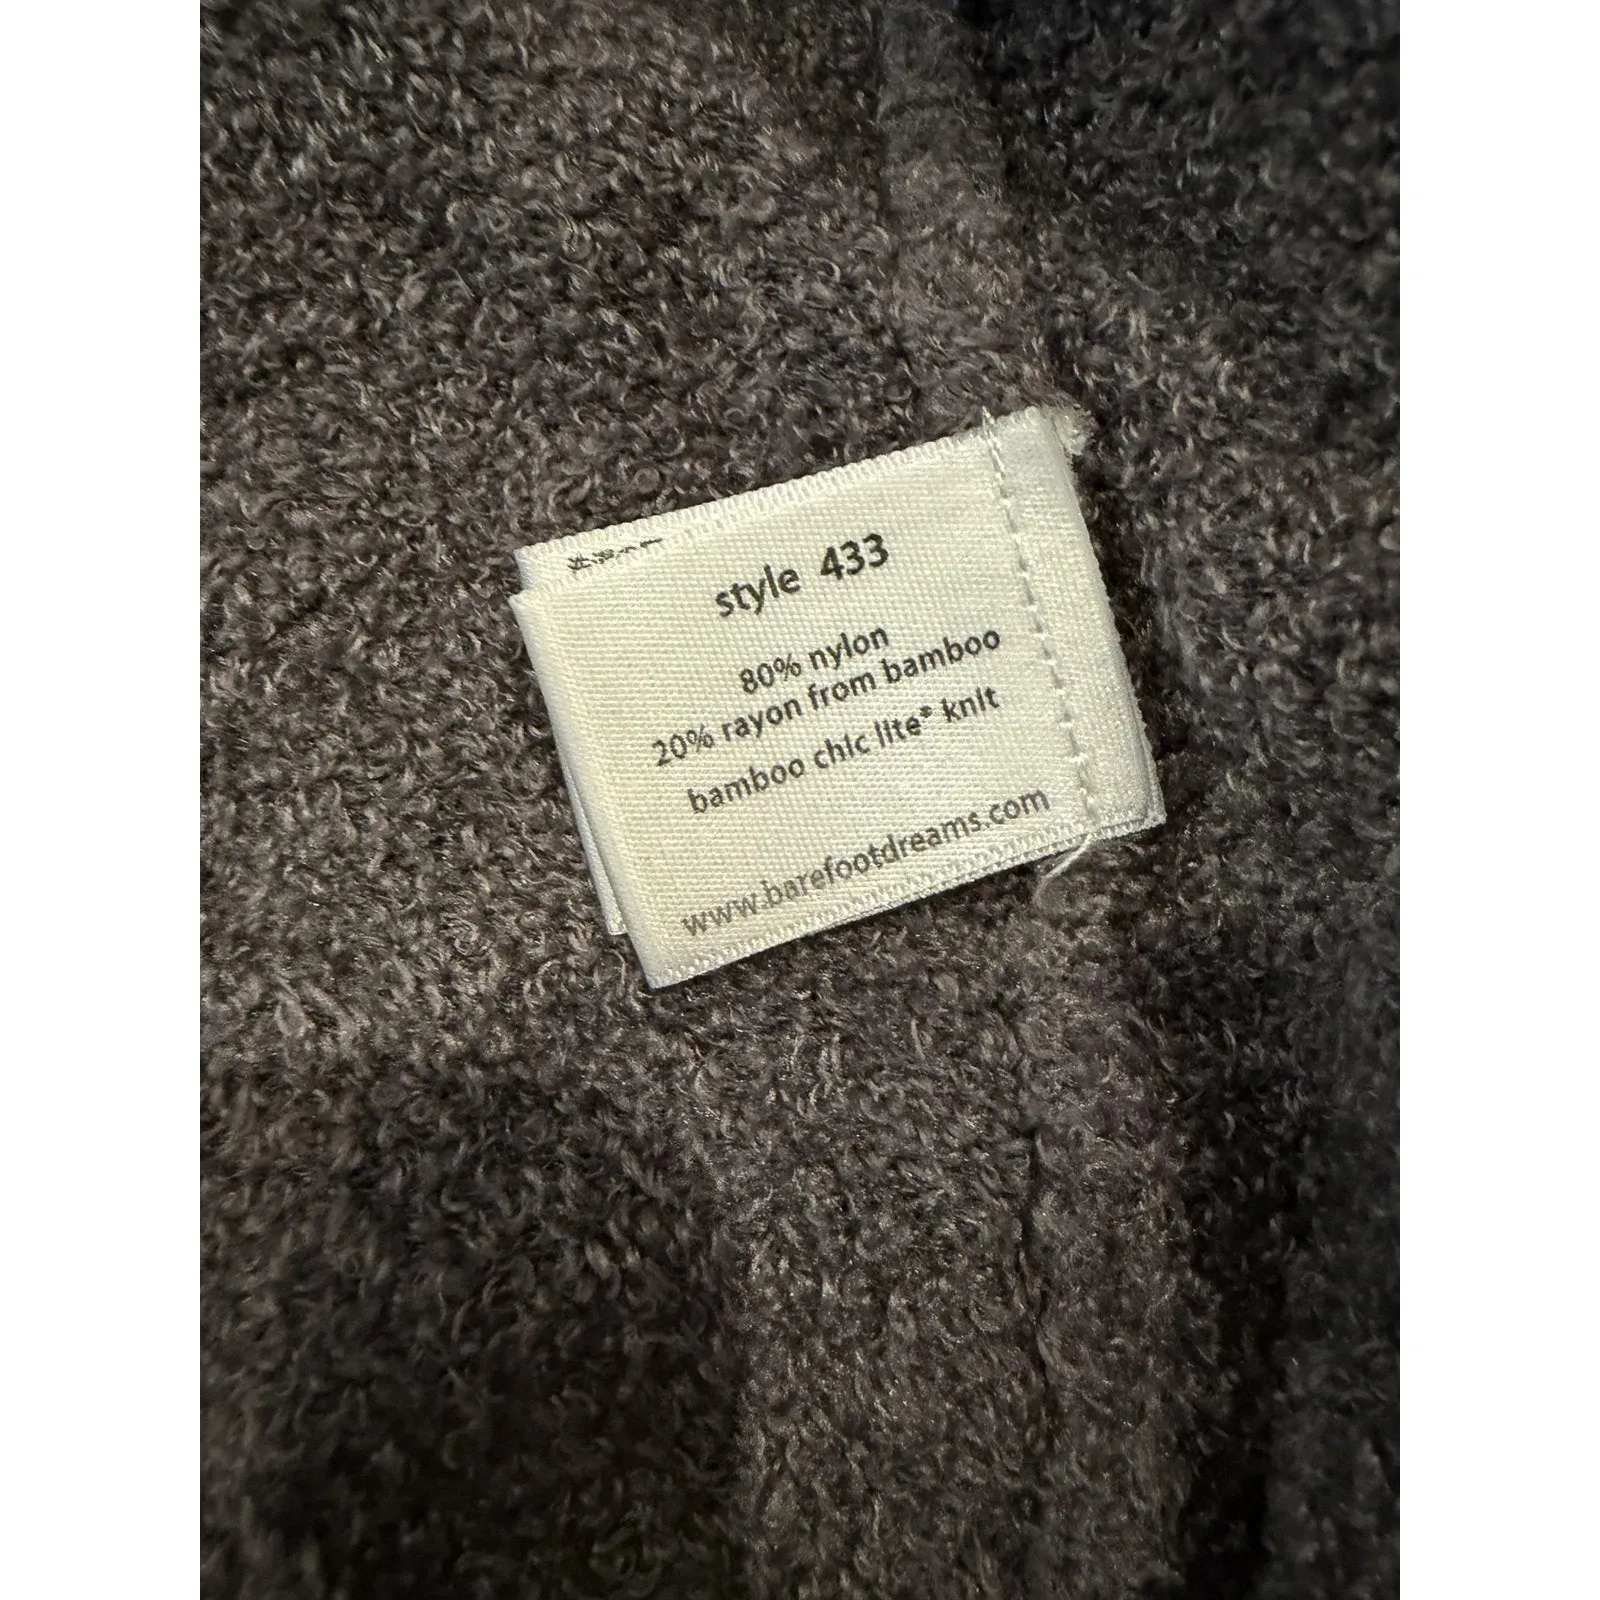 style 433
80% nylon
20% rayon from bamboo
bamboo chic lite® knit
www.barefootdreams.com